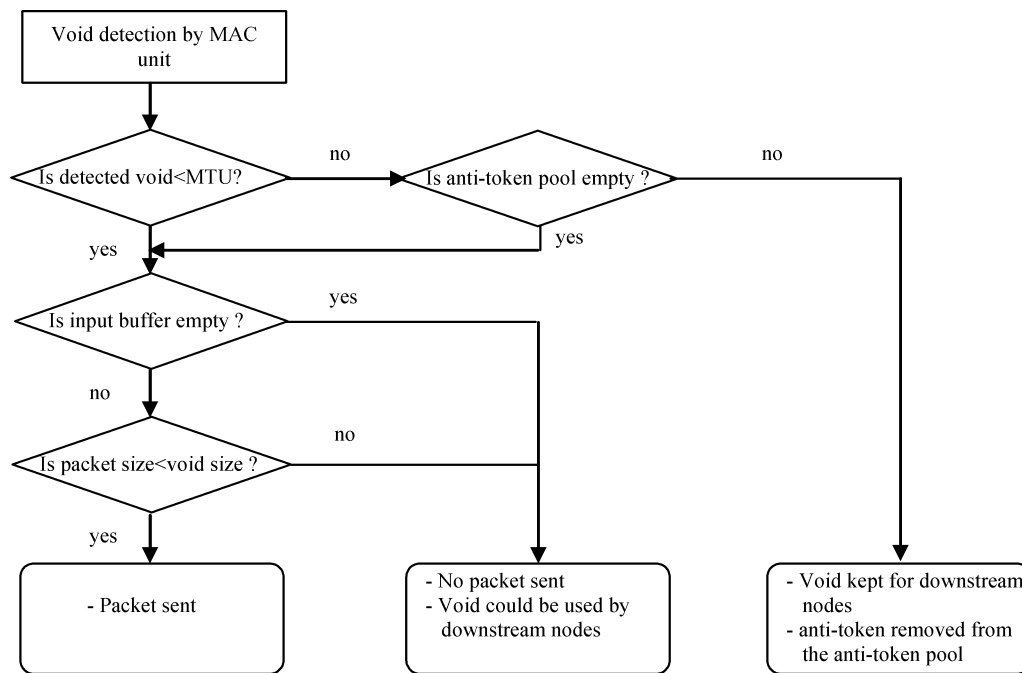 Void detection by MAC
unit
no
no
Is detected void<MTU?
Is anti-token pool empty ?
yes
yes
Is input buffer empty ?
yes
no
Is packet size<void size ?
no
yes
- Packet sent
- No packet sent
- Void could be used by
downstream nodes
- Void kept for downstream
nodes
- anti-token removed from
the anti-token pool